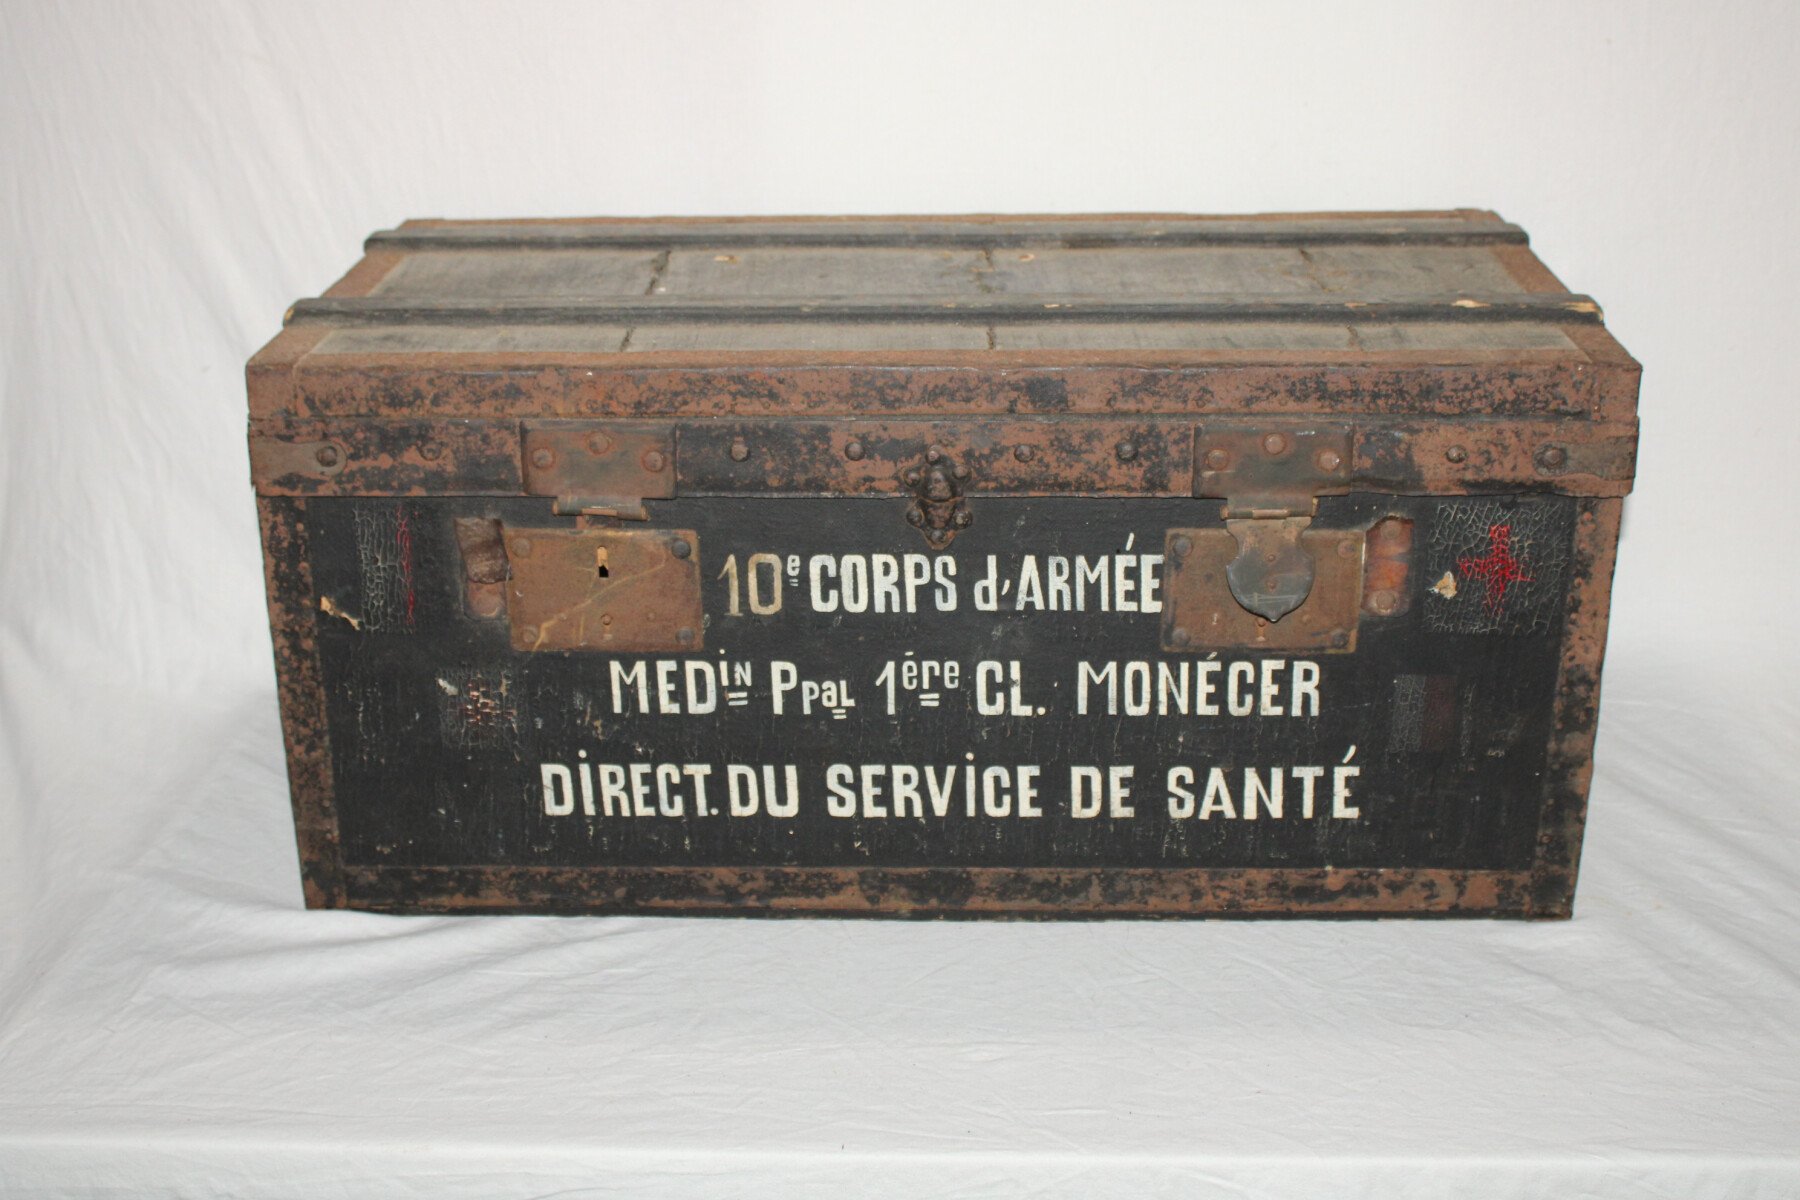 10e CORPS d'ARMÉE
MEDin Ppal 1ère CL. MONÉCER
DIRECT. DU SERVICE DE SANTÉ